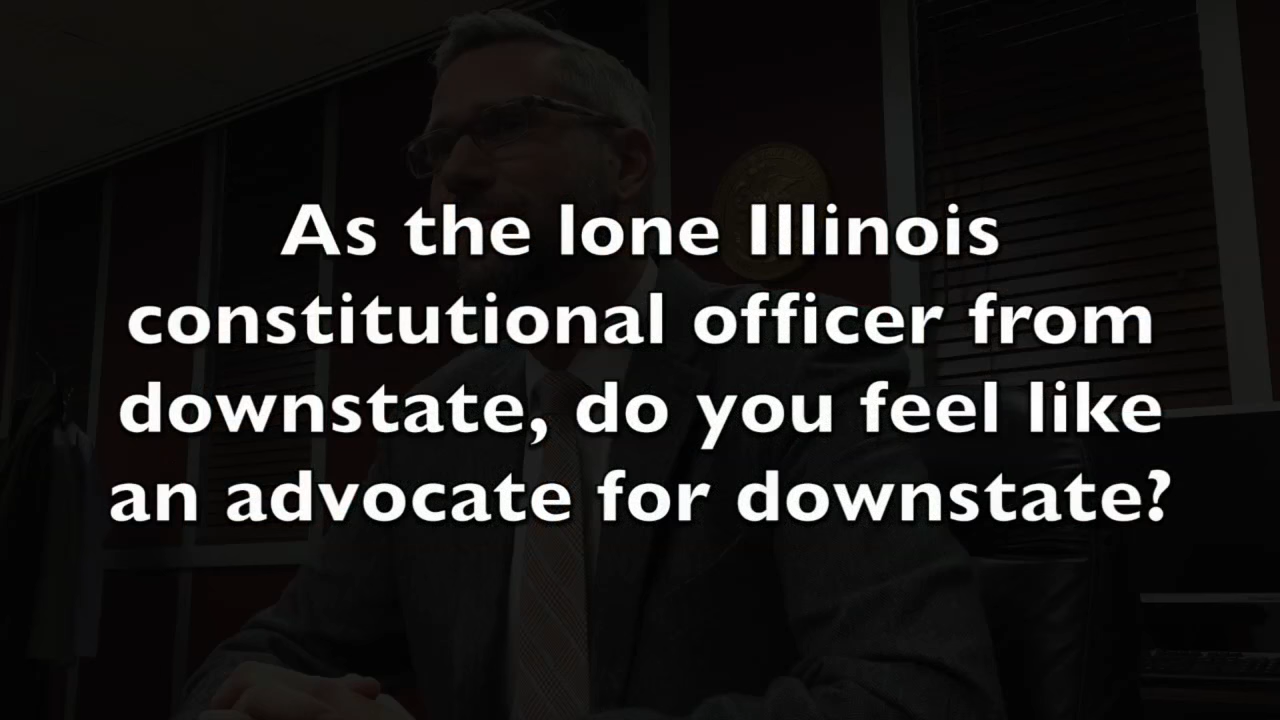 As the lone Illinois
constitutional officer from
downstate, do you feel like
an advocate for downstate?